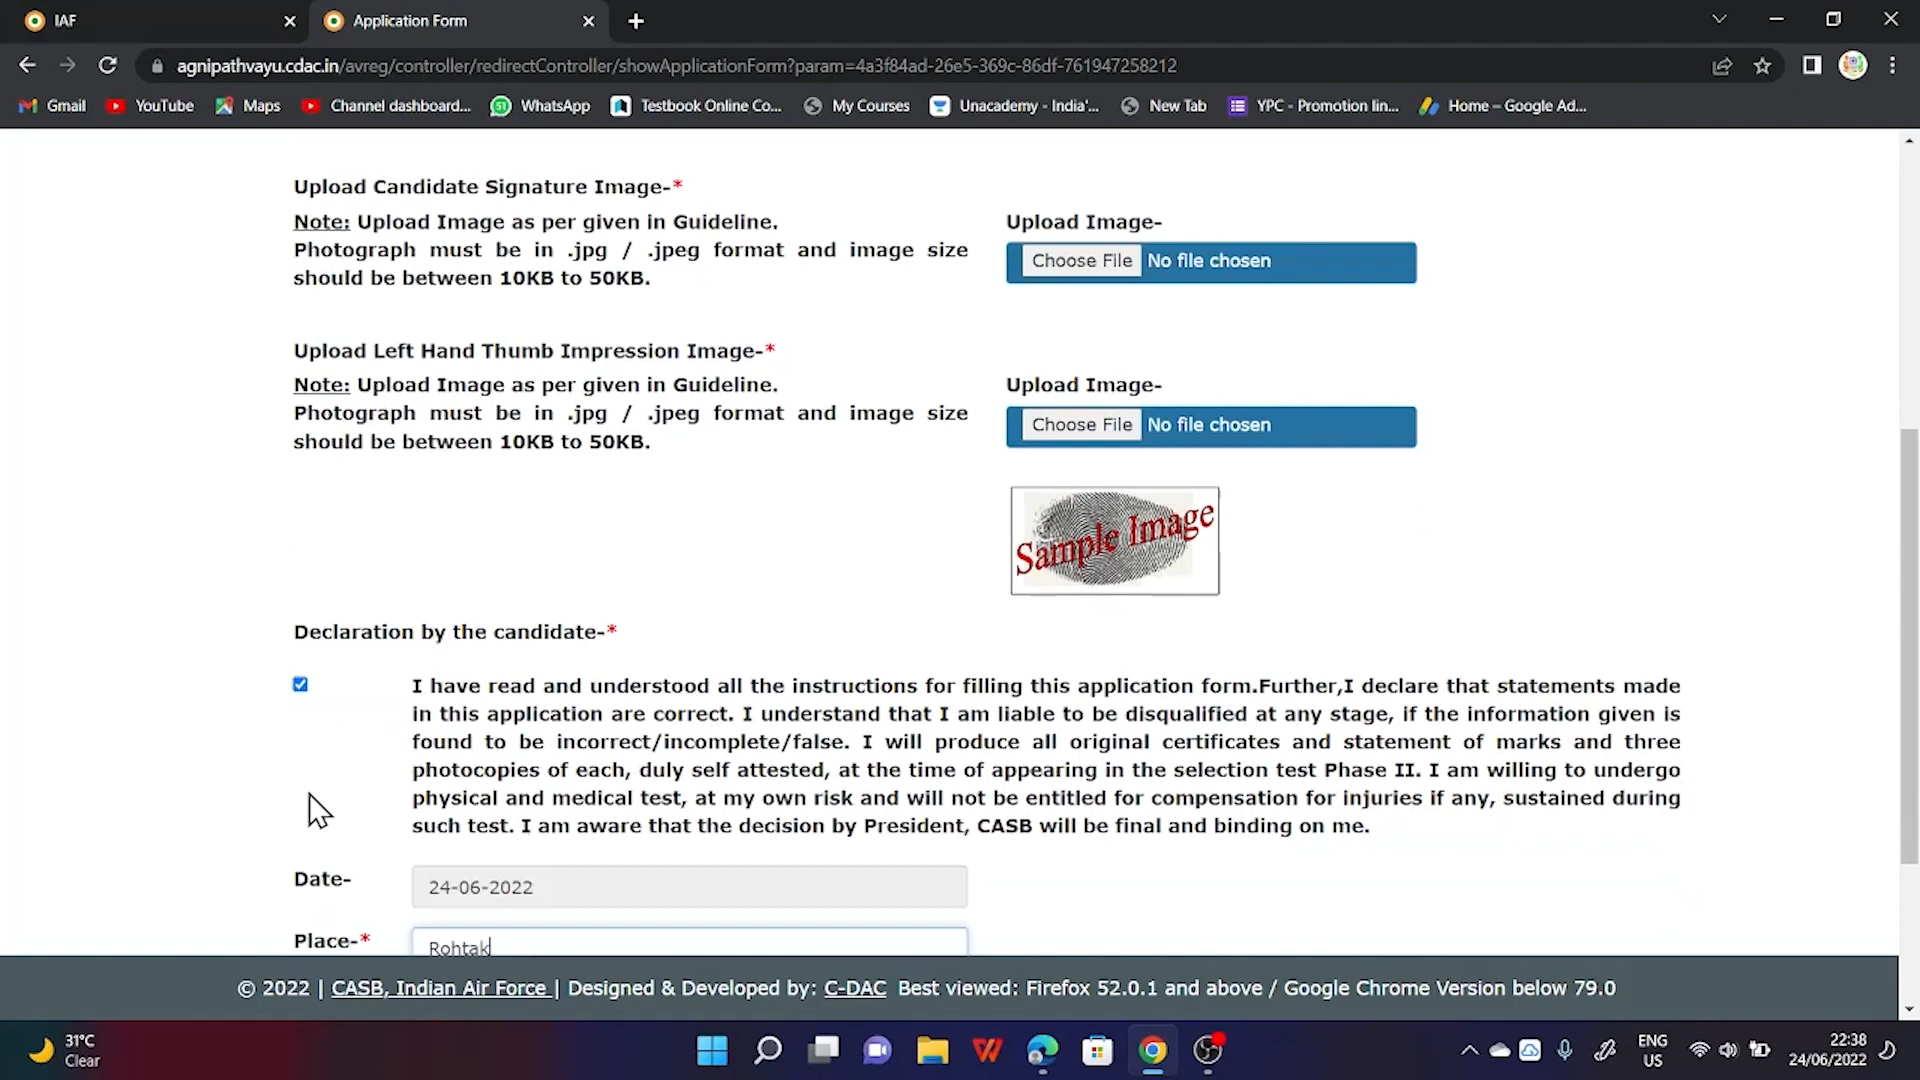 IAF
Application Form
agnipathvayu.cdac.in/avreg/controller/redirectController/showApplicationForm?param=4a3f84ad-26e5-369c-86df-761947258212
Gmail
YouTube
Maps
Channel dashboard...
WhatsApp
Testbook Online Co...
My Courses
Unacademy - India'...
New Tab
YPC - Promotion lin...
Home – Google Ad...
Upload Candidate Signature Image-*
Note: Upload Image as per given in Guideline.
Photograph must be in .jpg / .jpeg format and image size
should be between 10KB to 50KB.
Upload Image-
Choose File No file chosen
Upload Left Hand Thumb Impression Image-*
Note: Upload Image as per given in Guideline.
Photograph must be in .jpg / .jpeg format and image size
should be between 10KB to 50KB.
Upload Image-
Choose File No file chosen
Sample Image
Declaration by the candidate-*
I have read and understood all the instructions for filling this application form.Further,I declare that statements made
in this application are correct. I understand that I am liable to be disqualified at any stage, if the information given is
found to be incorrect/incomplete/false. I will produce all original certificates and statement of marks and three
photocopies of each, duly self attested, at the time of appearing in the selection test Phase II. I am willing to undergo
physical and medical test, at my own risk and will not be entitled for compensation for injuries if any, sustained during
such test. I am aware that the decision by President, CASB will be final and binding on me.
Date-
24-06-2022
Place-*
Rohtak
© 2022 | CASB, Indian Air Force | Designed & Developed by: C-DAC Best viewed: Firefox 52.0.1 and above / Google Chrome Version below 79.0
31°C
Clear
ENG
US
22:38
24/06/2022